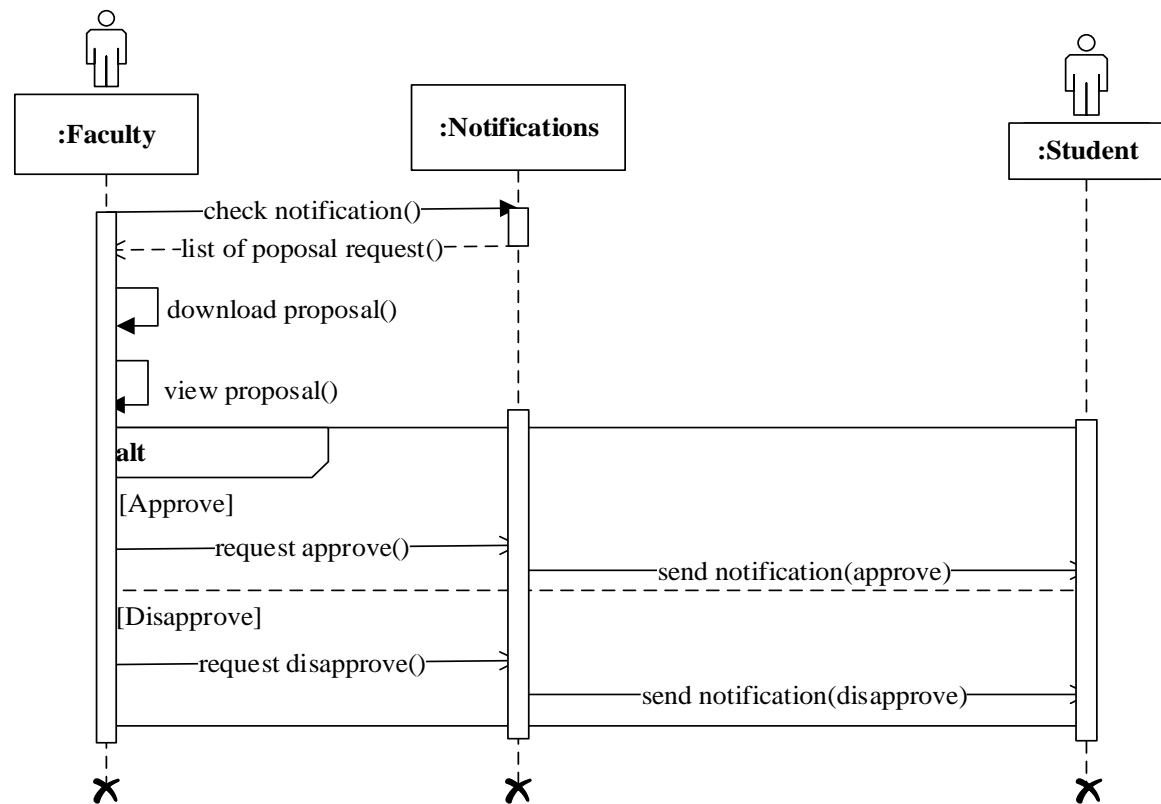 :Faculty
:Notifications
:Student
check notification()
list of poposal request()
download proposal()
view proposal()
alt
[Approve]
request approve()
send notification(approve)
[Disapprove]
request disapprove()
send notification(disapprove)